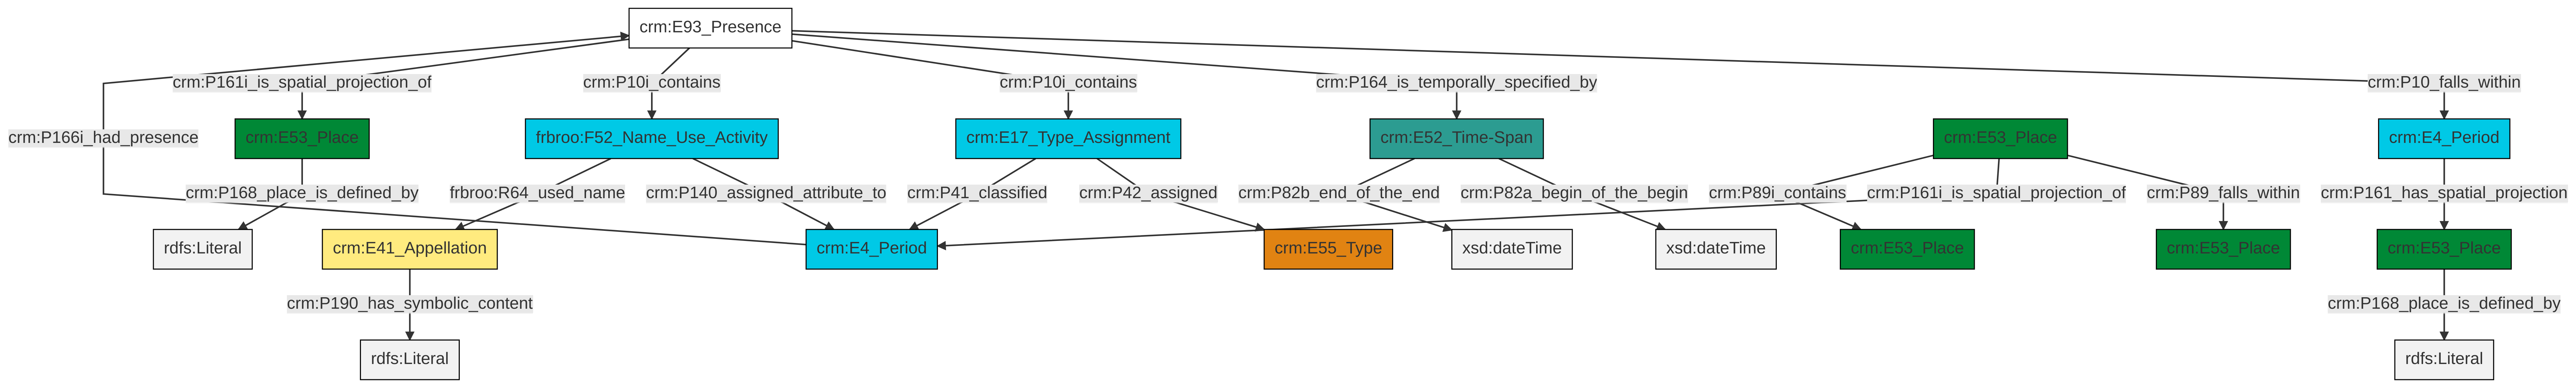 crm:E93_Presence
crm:P161i_is_spatial_projection_of
crm:P10i_contains
crm:P10i_contains
crm:P164_is_temporally_specified_by
crm:P10_falls_within
crm:P166i_had_presence
crm:E53_Place
frbroo:F52_Name_Use_Activity
crm:E17_Type_Assignment
crm:E52_Time-Span
crm:E53_Place
crm:E4_Period
crm:P168_place_is_defined_by
frbroo:R64_used_name
crm:P140_assigned_attribute_to
crm:P41_classified
crm:P42_assigned
crm:P82b_end_of_the_end
crm:P82a_begin_of_the_begin
crm:P89i_contains
crm:P161i_is_spatial_projection_of
crm:P89_falls_within
crm:P161_has_spatial_projection
rdfs:Literal
crm:E41_Appellation
crm:E4_Period
crm:E55_Type
xsd:dateTime
xsd:dateTime
crm:E53_Place
crm:E53_Place
crm:E53_Place
crm:P190_has_symbolic_content
crm:P168_place_is_defined_by
rdfs:Literal
rdfs:Literal